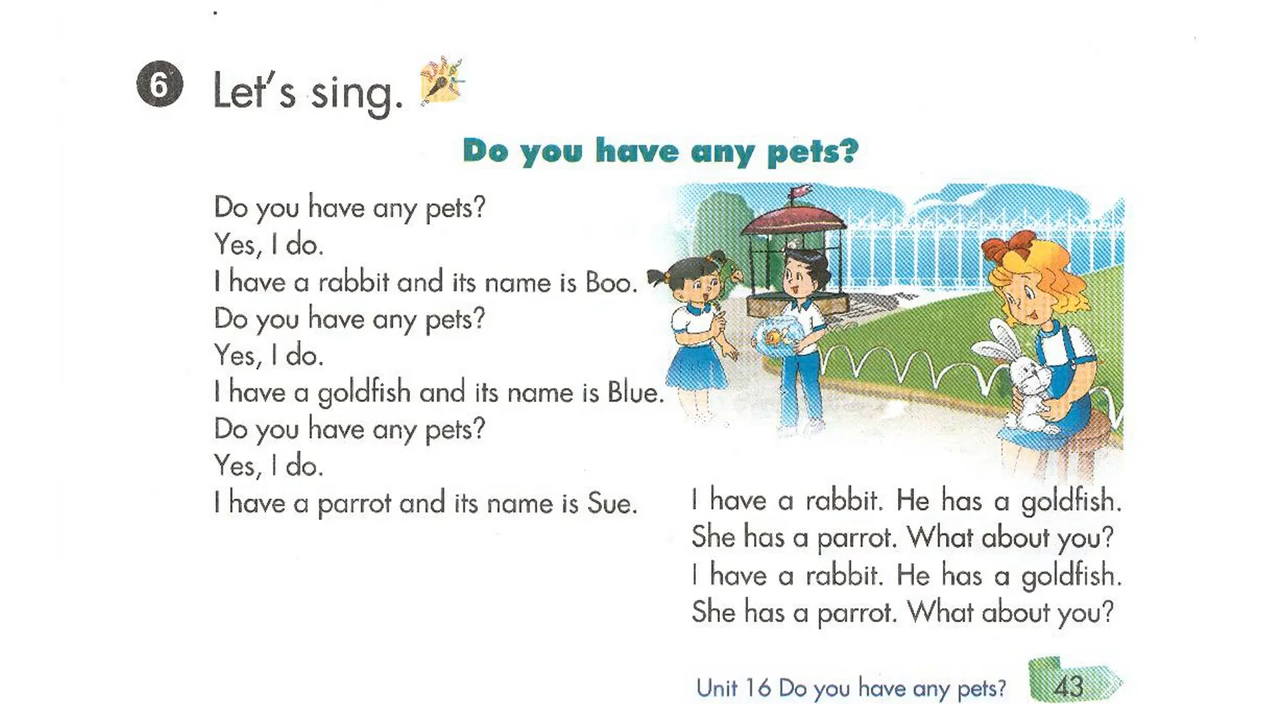 6 Let's sing.
Do you have any pets?
Do you have any pets?
Yes, I do.
I have a rabbit and its name is Boo.
Do you have any pets?
Yes, I do.
I have a goldfish and its name is Blue.
Do you have any pets?
Yes, I do.
I have a parrot and its name is Sue.
I have a rabbit. He has a goldfish.
She has a parrot. What about you?
I have a rabbit. He has a goldfish.
She has a parrot. What about you?
Unit 16 Do you have any pets? 43